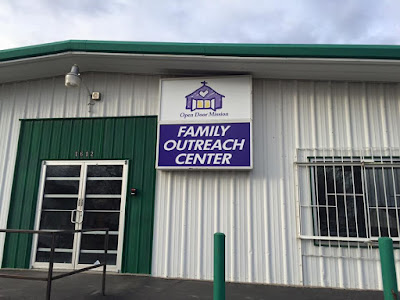 Open Door Mission
FAMILY
OUTREACH
CENTER